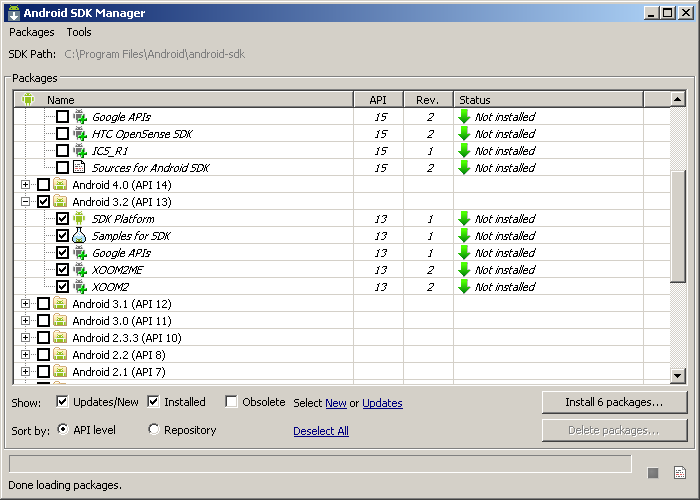 Android SDK Manager
Packages Tools
SDK Path: C:\Program Files\Android\android-sdk
Packages
Name API Rev. Status
Google APIs 15 2 Not installed
HTC OpenSense SDK 15 2 Not installed
ICS_R1 15 1 Not installed
Sources for Android SDK 15 2 Not installed
Android 4.0 (API 14)
Android 3.2 (API 13)
SDK Platform 13 1 Not installed
Samples for SDK 13 1 Not installed
Google APIs 13 1 Not installed
XOOM2ME 13 2 Not installed
XOOM2 13 2 Not installed
Android 3.1 (API 12)
Android 3.0 (API 11)
Android 2.3.3 (API 10)
Android 2.2 (API 8)
Android 2.1 (API 7)
Show: Updates/New Installed Obsolete Select New or Updates Install 6 packages...
Sort by: API level Repository Deselect All Delete packages...
Done loading packages.